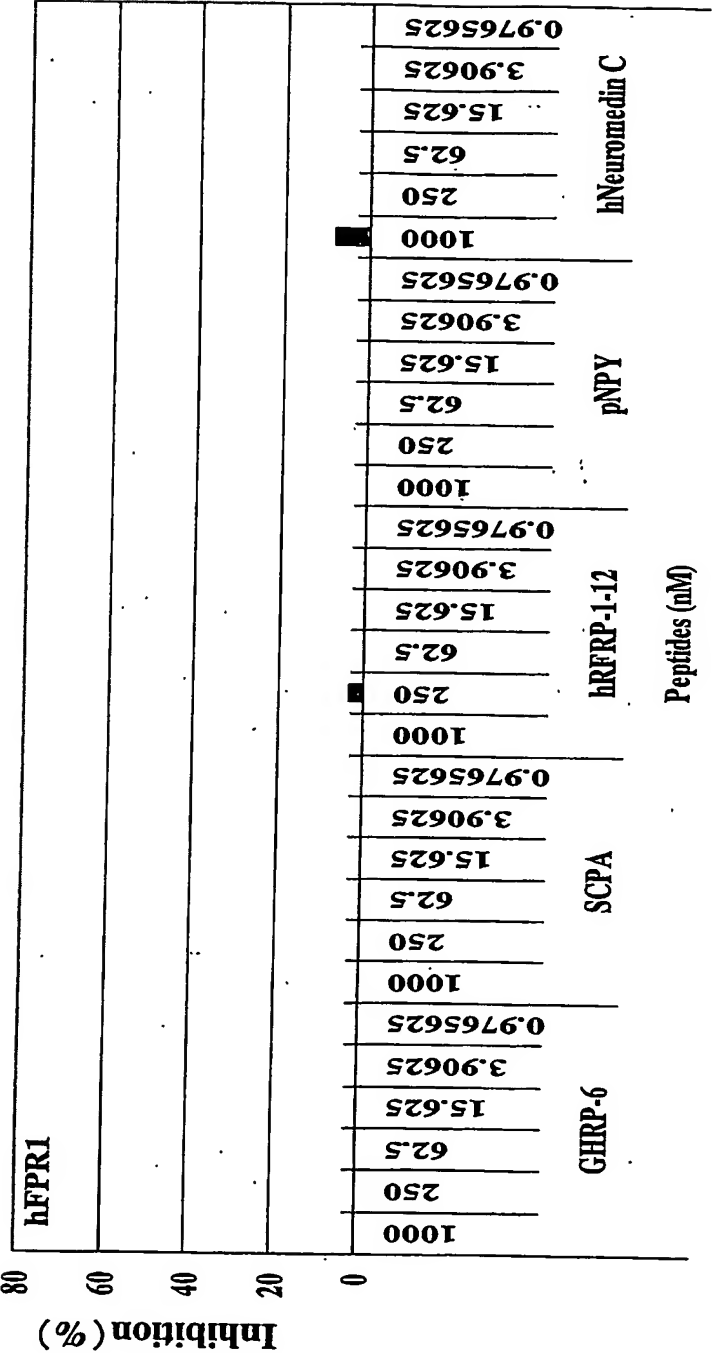 hFPR1
Inhibition (%)
80
60
40
20
0
1000 250 62.5 15.625 3.90625 0.9765625
1000 250 62.5 15.625 3.90625 0.9765625
1000 250 62.5 15.625 3.90625 0.9765625
1000 250 62.5 15.625 3.90625 0.9765625
1000 250 62.5 15.625 3.90625 0.9765625
GHRP-6 SCPA hRFRP-1-12 pNPY hNeuromedin C
Peptides (nM)